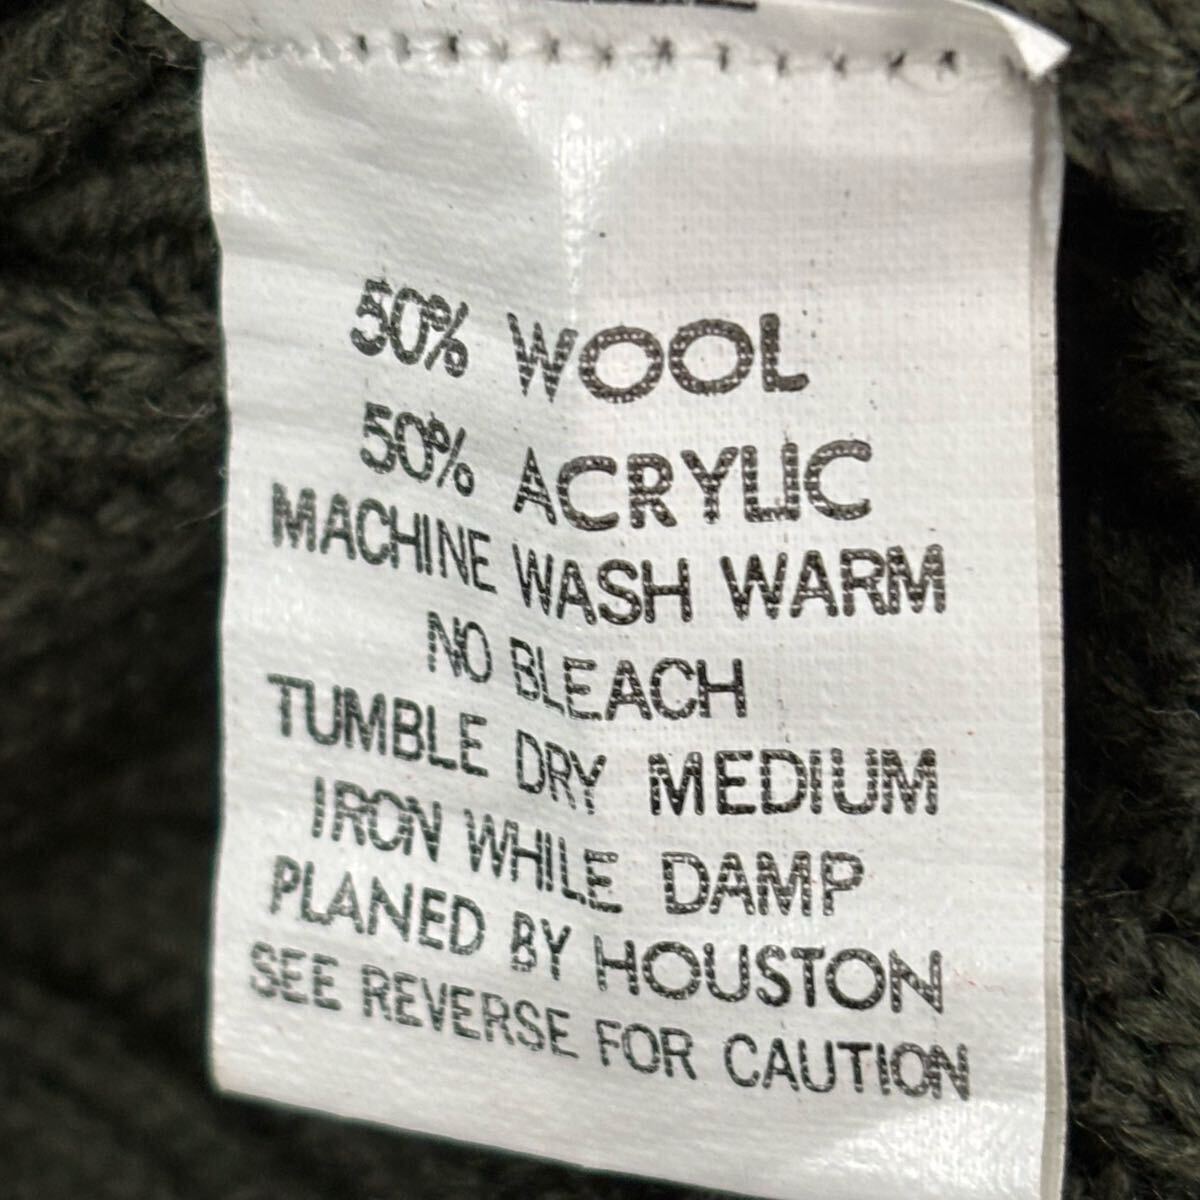 50% WOOL
50% ACRYLIC
MACHINE WASH WARM
NO BLEACH
TUMBLE DRY MEDIUM
IRON WHILE DAMP
PLANED BY HOUSTON
SEE REVERSE FOR CAUTION